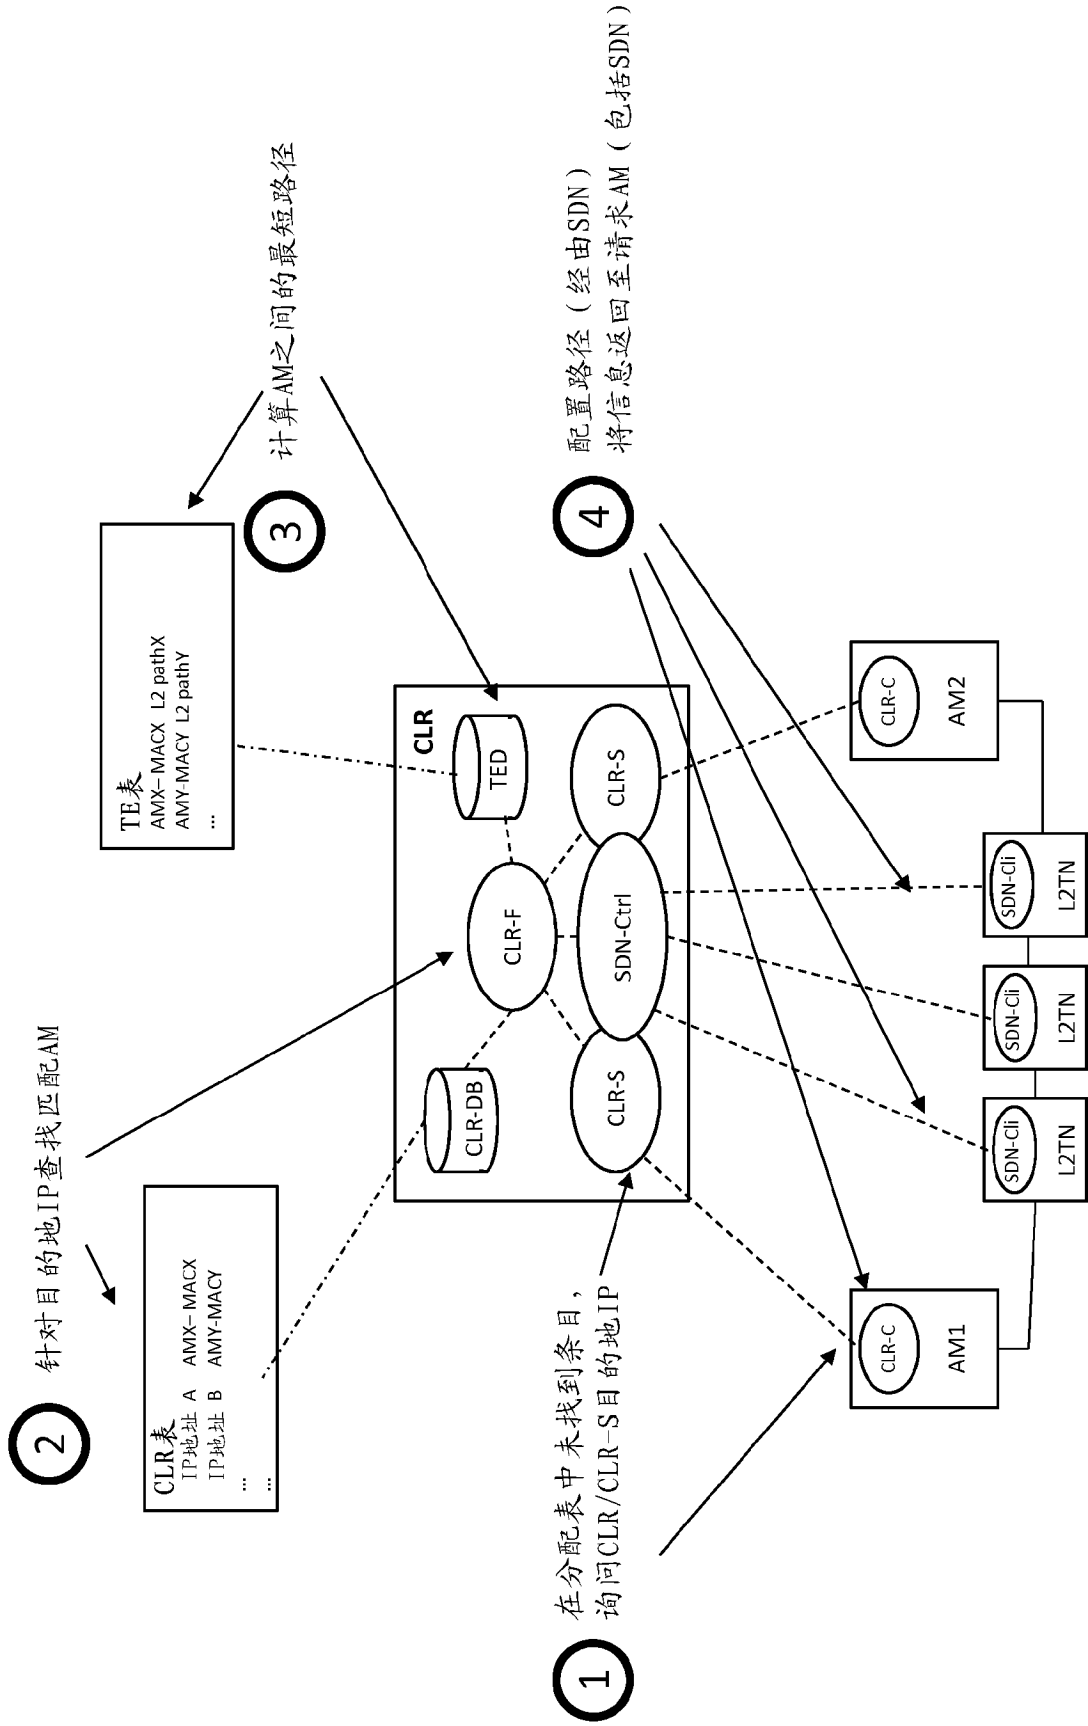 2
针对目的地IP查找匹配AM
CLR表
IP地址 A AMX-MACX
IP地址 B AMY-MACY
...
...
TE表
AMX-MACX L2 pathX
AMY-MACY L2 pathY
...
3
计算AM之间的最短路径
CLR
CLR-DB
CLR-F
TED
CLR-S
SDN-Ctrl
CLR-S
1
在分配表中未找到条目,
询问CLR/CLR-S目的地IP
4
配置路径(经由SDN)
将信息返回至请求AM(包括SDN)
CLR-C
AM1
SDN-Cli
L2TN
SDN-Cli
L2TN
SDN-Cli
L2TN
CLR-C
AM2